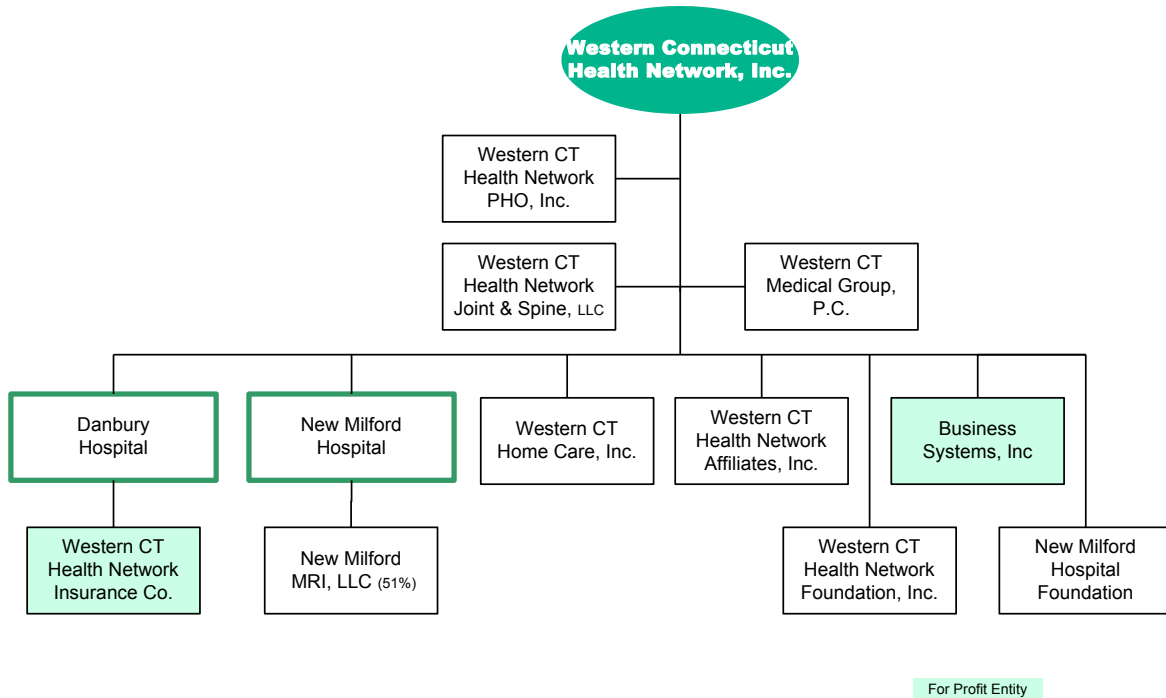 Western Connecticut
Health Network, Inc.
Western CT
Health Network
PHO, Inc.
Western CT
Health Network
Joint & Spine, LLC
Western CT
Medical Group,
P.C.
Danbury
Hospital
New Milford
Hospital
Western CT
Home Care, Inc.
Western CT
Health Network
Affiliates, Inc.
Business
Systems, Inc
Western CT
Health Network
Insurance Co.
New Milford
MRI, LLC (51%)
Western CT
Health Network
Foundation, Inc.
New Milford
Hospital
Foundation
For Profit Entity